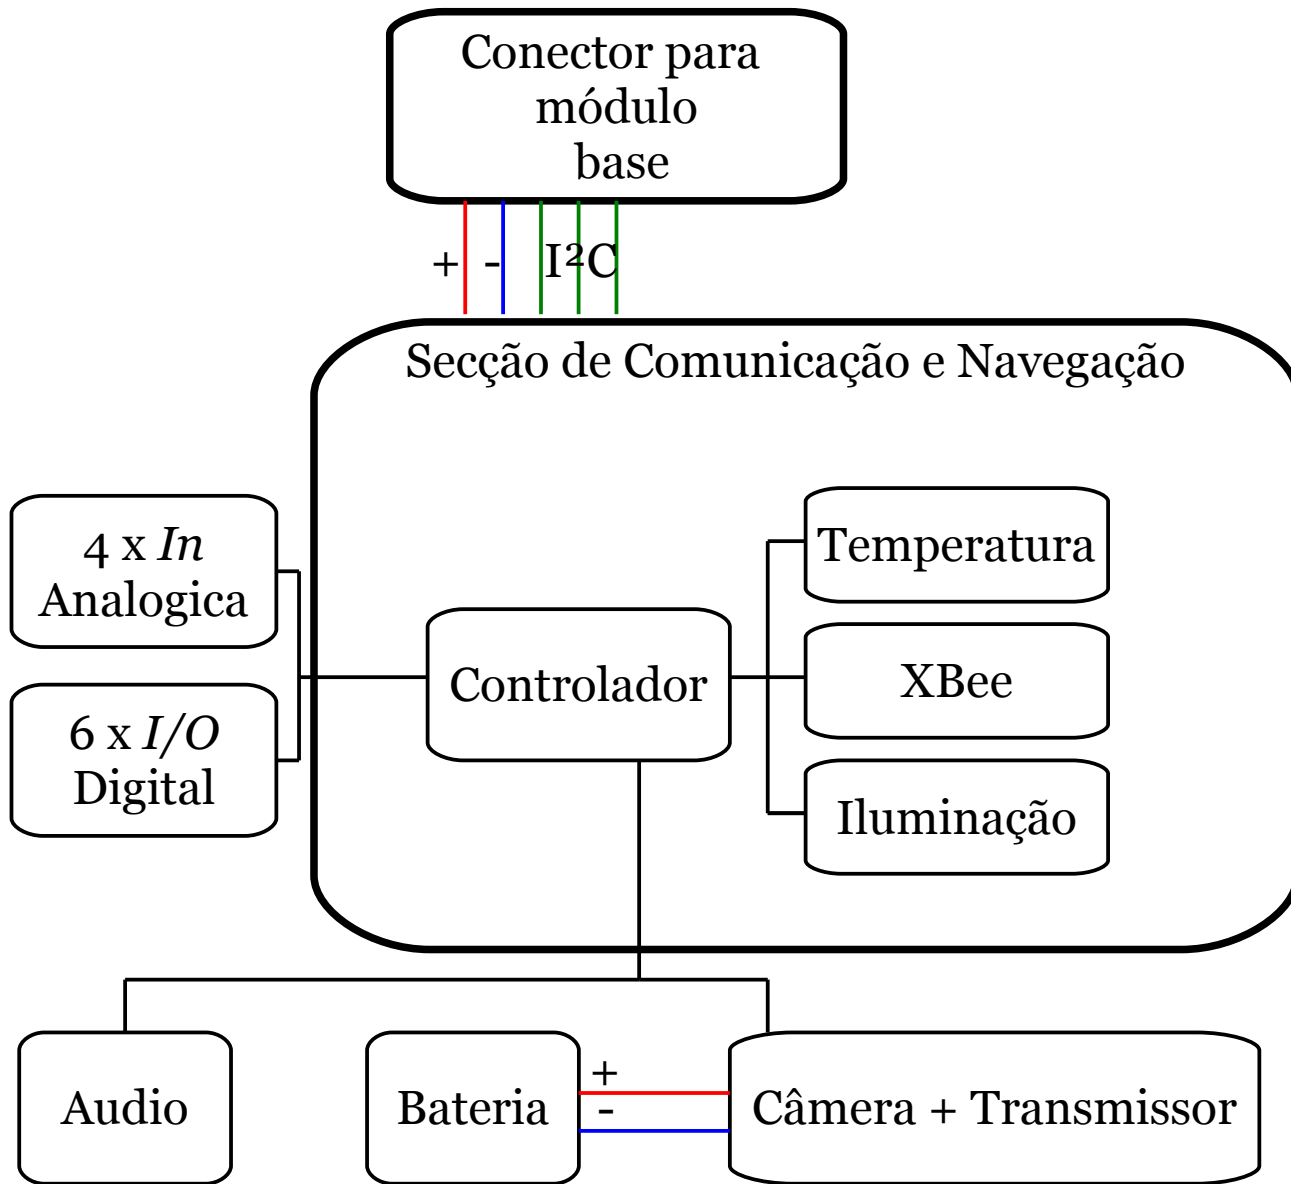 Conector para
módulo
base
+ - I²C
Secção de Comunicação e Navegação
4 x In
Analogica
6 x I/O
Digital
Controlador
Temperatura
XBee
Iluminação
Audio
Bateria
+
-
Câmera + Transmissor